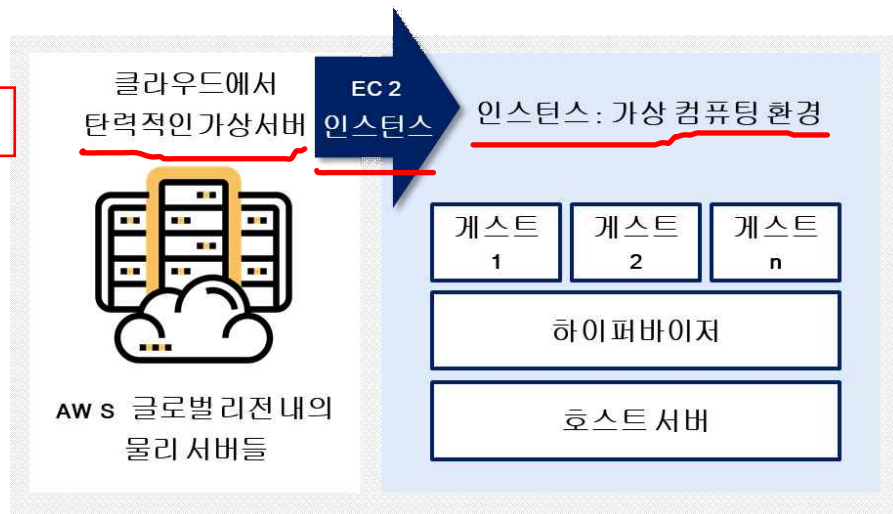 클라우드에서
탄력적인 가상서버
EC2
인스턴스
인스턴스 : 가상 컴퓨팅 환경
게스트
1
게스트
2
게스트
n
하이퍼바이저
호스트 서버
AWS 글로벌 리전 내의
물리 서버들